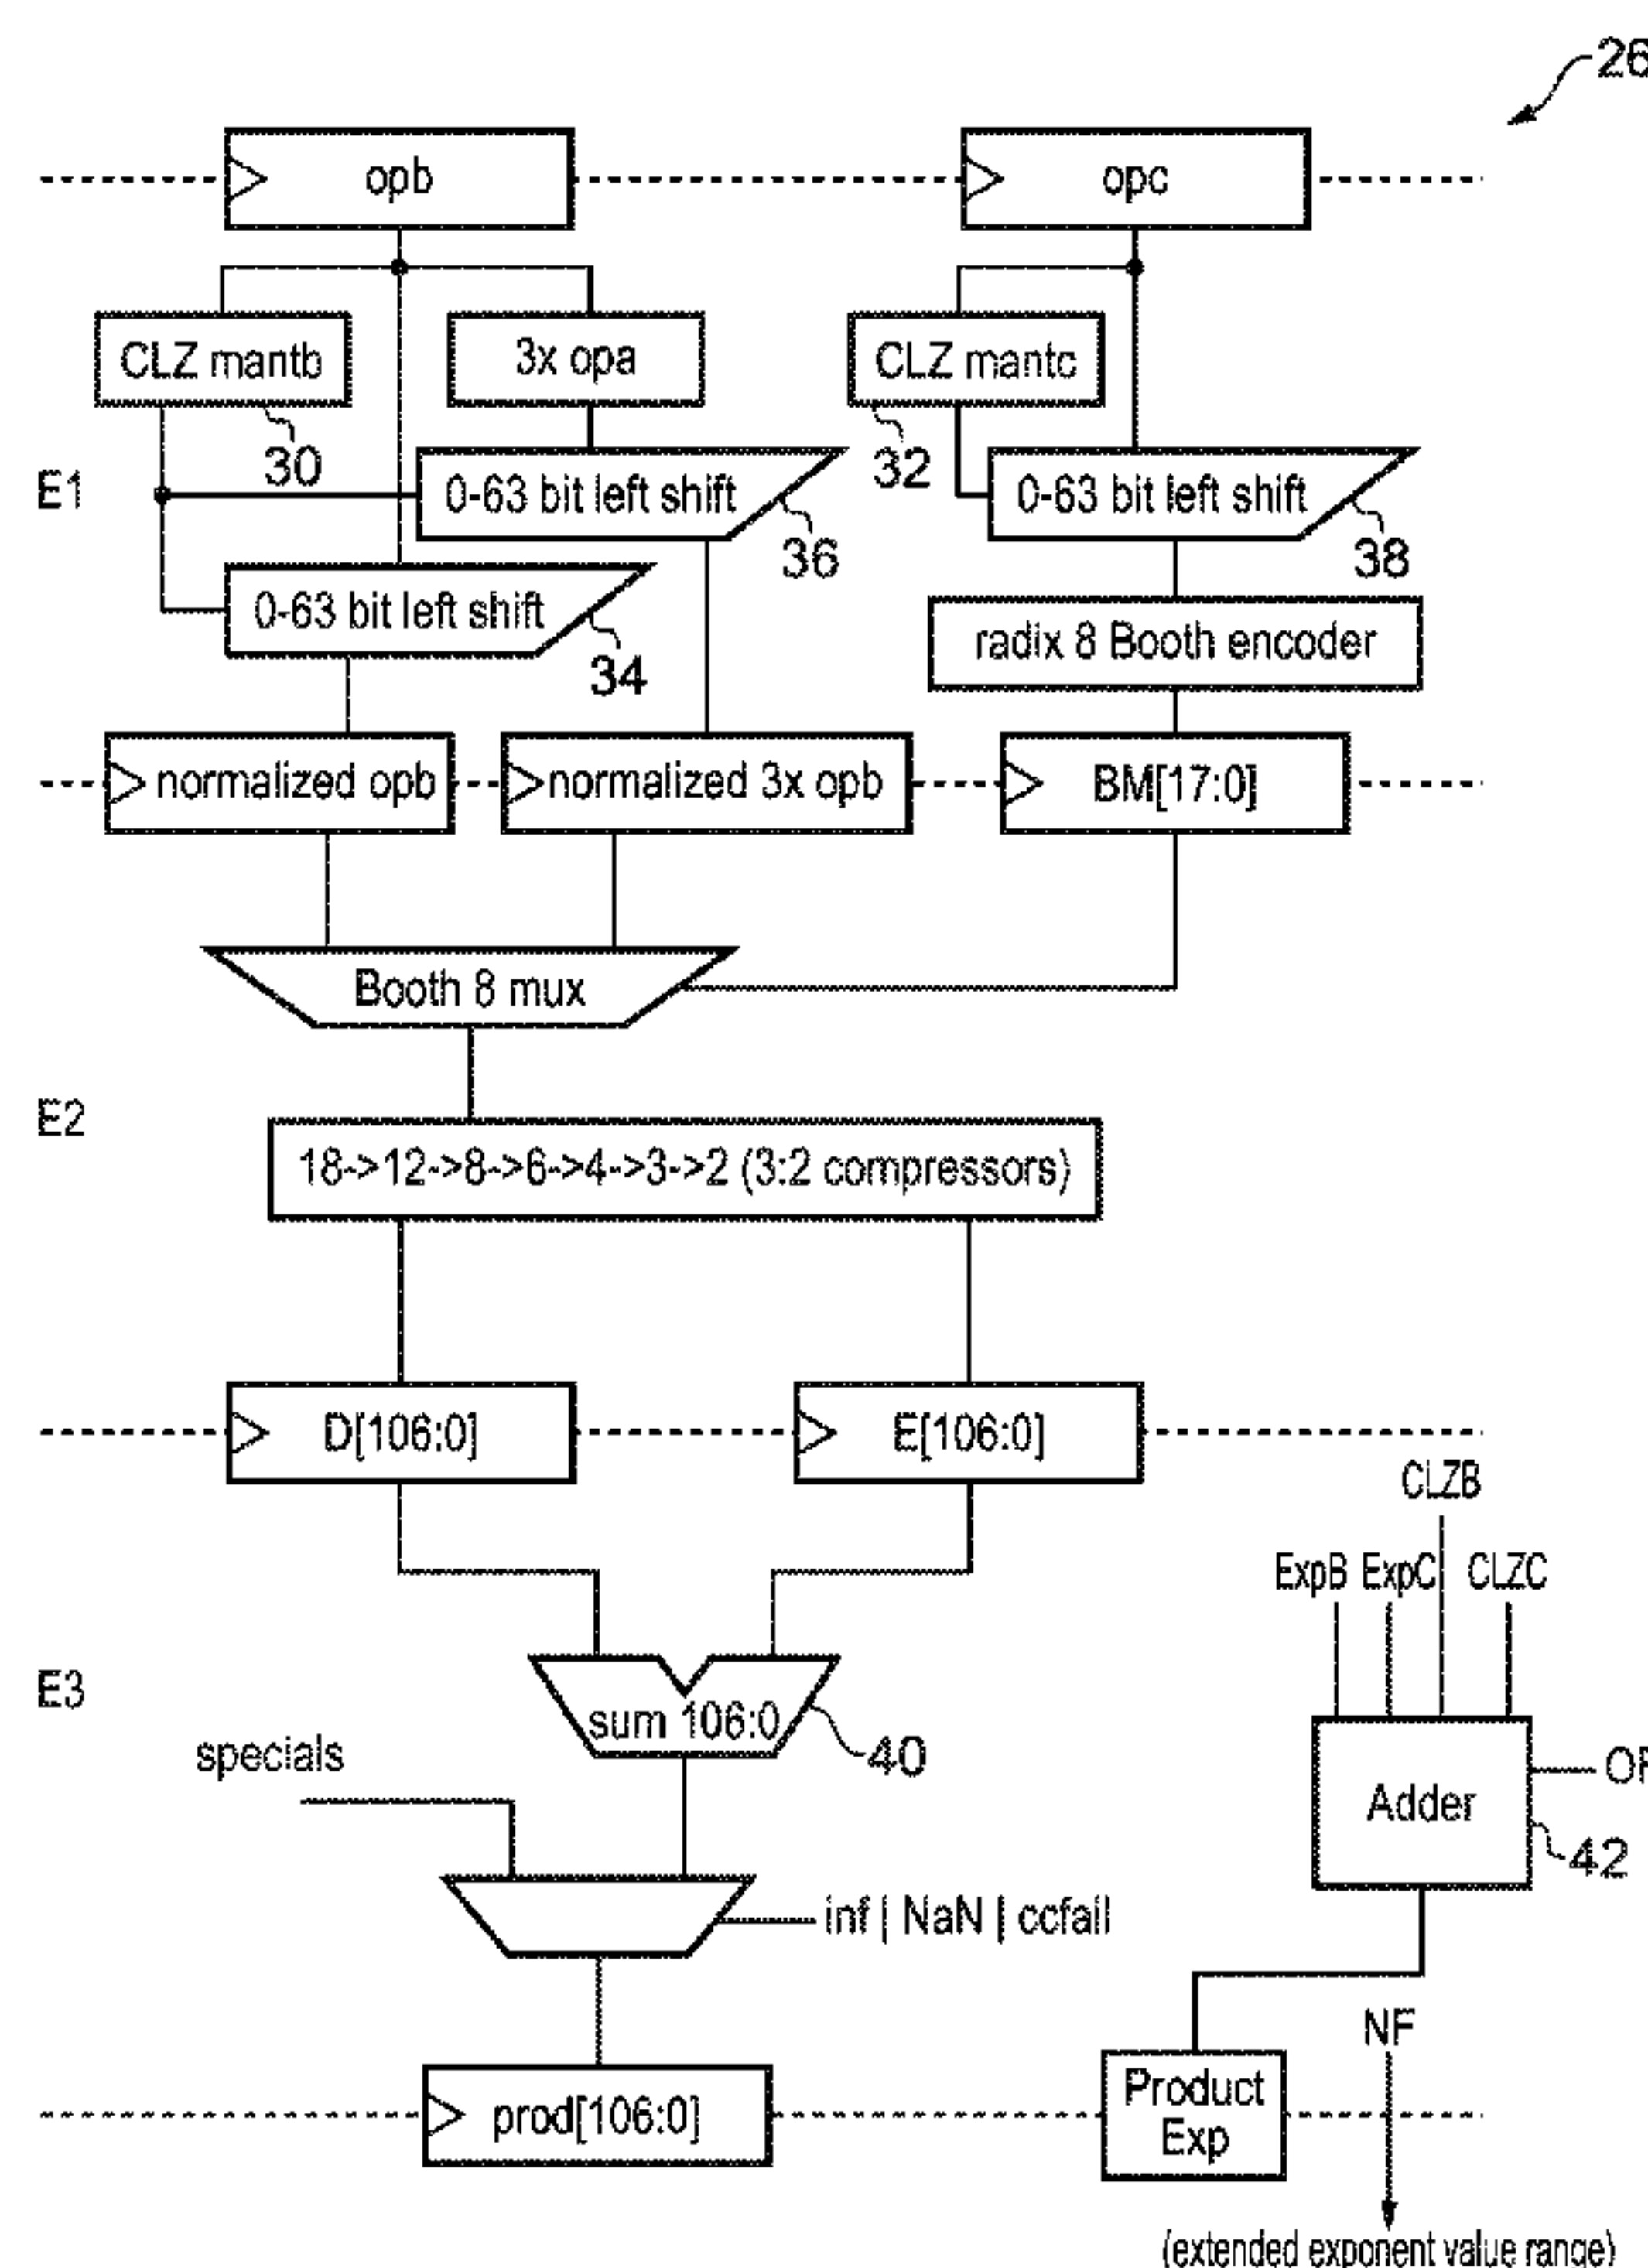 26
opb
opc
CLZ mantb
3x opa
CLZ mantc
30
32
E1
0-63 bit left shift
0-63 bit left shift
36
38
0-63 bit left shift
34
radix 8 Booth encoder
normalized opb
normalized 3x opb
BM[17:0]
Booth 8 mux
E2
18->12->8->6->4->3->2 (3:2 compressors)
D[106:0]
E[106:0]
CLZB
ExpB
ExpC
CLZC
E3
sum 106:0
40
specials
Adder
42
inf | NaN | ccfail
NF
prod[106:0]
Product
Exp
(extended exponent value range)